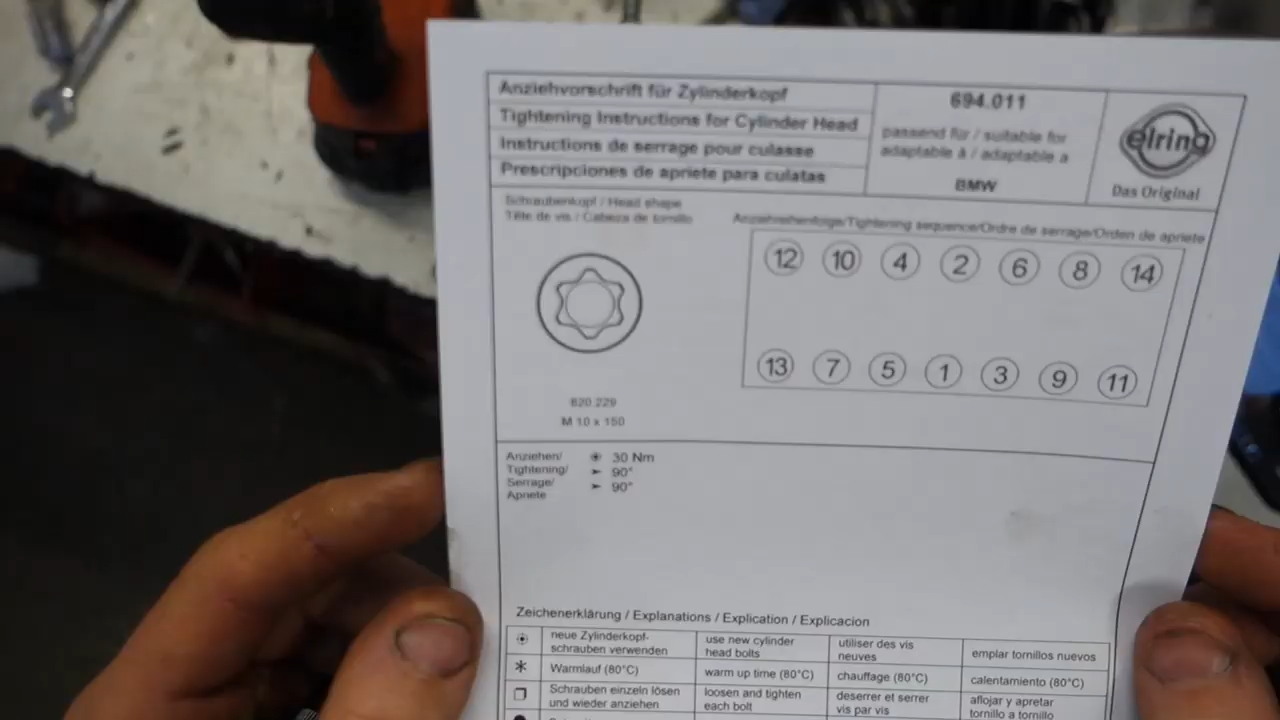 Anziehvorschrift für Zylinderkopf
Tightening Instructions for Cylinder Head
Instructions de serrage pour culasse
Prescripciones de apriete para culatas
694.011
passend für / suitable for
adaptable à / adaptable a
BMW
elring
Das Original
Schraubenkopf / Head shape
Tête de vis / Cabeza de tornillo
Anziehreihenfolge/Tightening sequence/Ordre de serrage/Orden de apriete
12 10 4 2 6 8 14
13 7 5 1 3 9 11
820.229
M 10 x 150
Anziehen/
Tightening/
Serrage/
Apriete
30 Nm
90°
90°
Zeichenerklärung / Explanations / Explication / Explicacion
neue Zylinderkopf-
schrauben verwenden
use new cylinder
head bolts
utiliser des vis
neuves
emplar tornillos nuevos
Warmlauf (80°C)
warm up time (80°C)
chauffage (80°C)
calentamiento (80°C)
Schrauben einzeln lösen
und wieder anziehen
loosen and tighten
each bolt
deserrer et serrer
vis par vis
aflojar y apretar
tornillo a tornillo